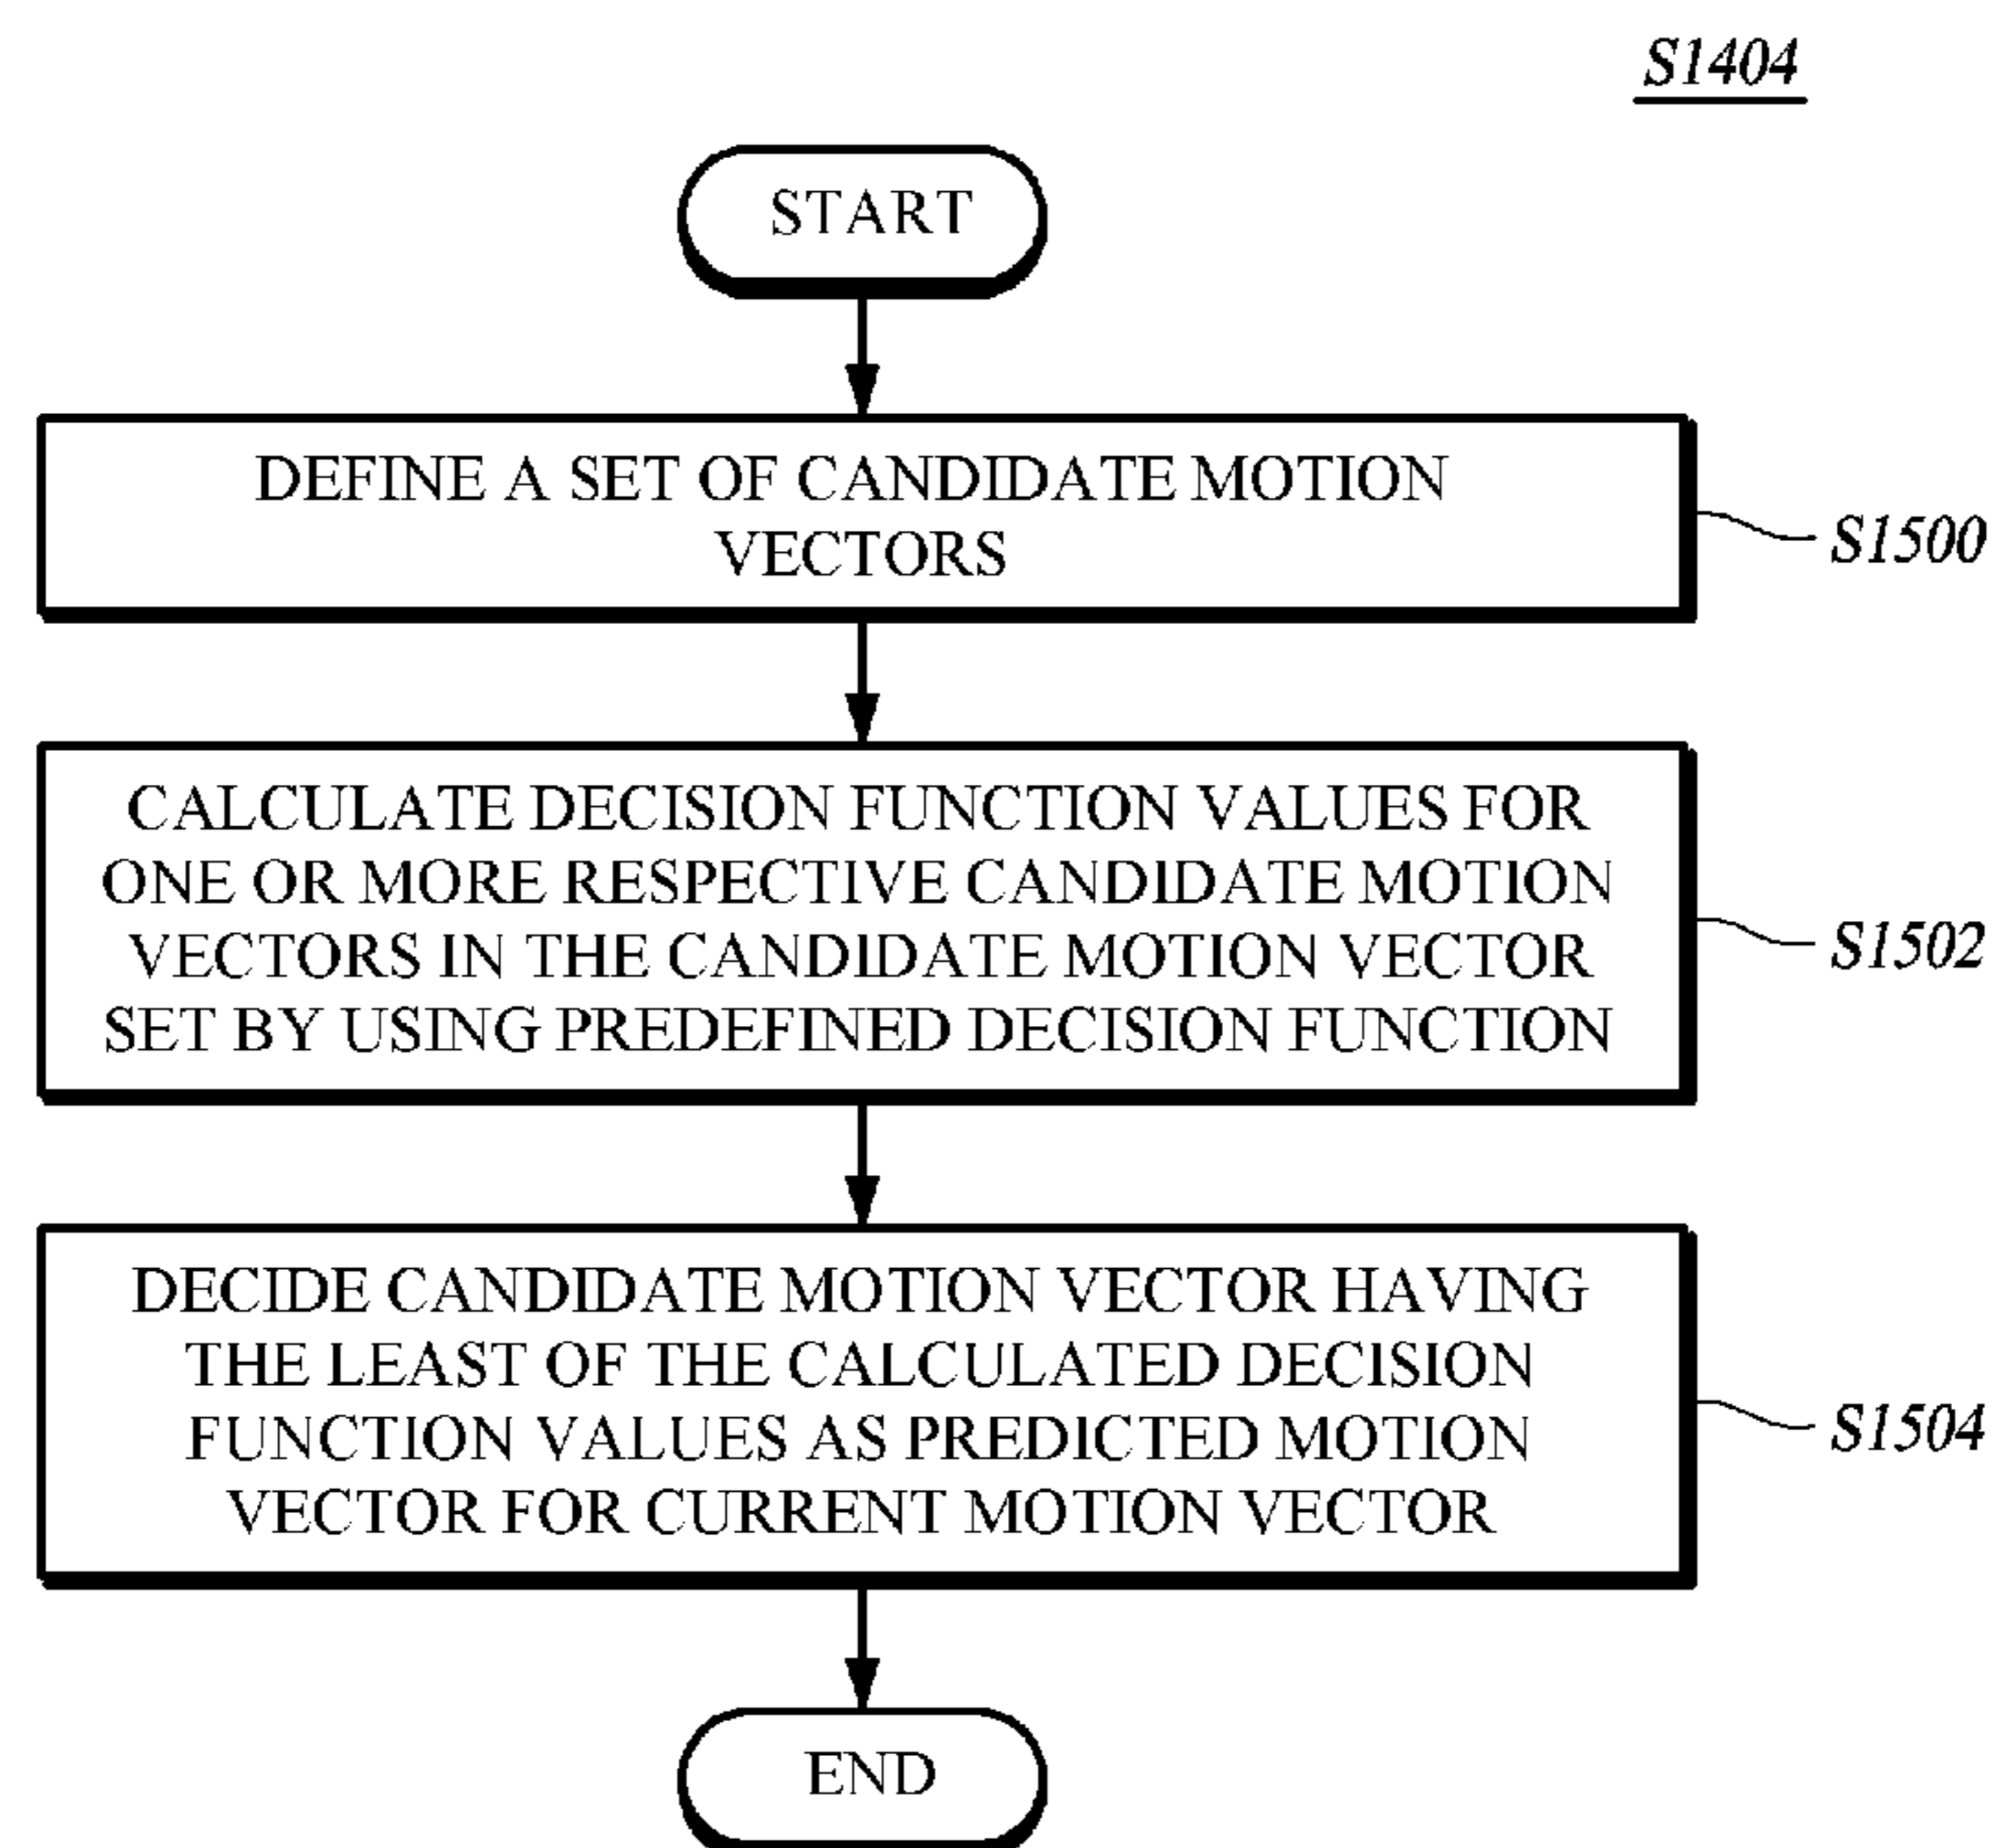 S1404
START
DEFINE A SET OF CANDIDATE MOTION
VECTORS
S1500
CALCULATE DECISION FUNCTION VALUES FOR
ONE OR MORE RESPECTIVE CANDIDATE MOTION
VECTORS IN THE CANDIDATE MOTION VECTOR
SET BY USING PREDEFINED DECISION FUNCTION
S1502
DECIDE CANDIDATE MOTION VECTOR HAVING
THE LEAST OF THE CALCULATED DECISION
FUNCTION VALUES AS PREDICTED MOTION
VECTOR FOR CURRENT MOTION VECTOR
S1504
END